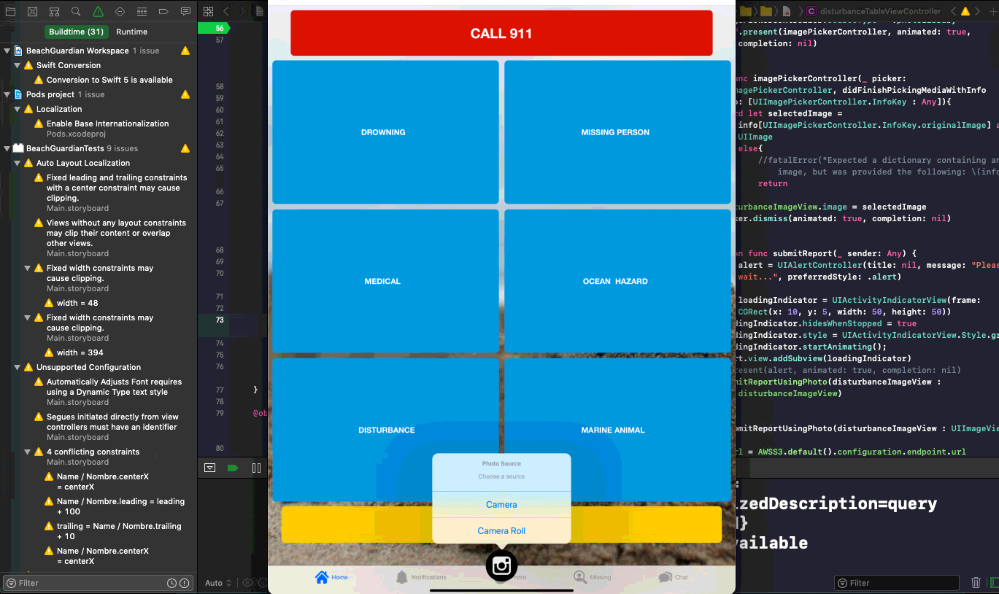 Buildtime (31) Runtime
BeachGuardian Workspace 1 issue
Swift Conversion
Conversion to Swift 5 is available
Pods project 1 issue
Localization
Enable Base Internationalization
Pods.xcodeproj
BeachGuardianTests 9 issues
Auto Layout Localization
Fixed leading and trailing constraints
with a center constraint may cause
clipping.
Main.storyboard
Views without any layout constraints
may clip their content or overlap
other views.
Main.storyboard
Fixed width constraints may
cause clipping.
Main.storyboard
width = 48
Fixed width constraints may
cause clipping.
Main.storyboard
width = 394
Unsupported Configuration
Automatically Adjusts Font requires
using a Dynamic Type text style
Main.storyboard
Segues initiated directly from view
controllers must have an identifier
Main.storyboard
4 conflicting constraints
Main.storyboard
Name / Nombre.centerX
= centerX
Name / Nombre.leading = leading
+ 100
trailing = Name / Nombre.trailing
+ 10
Name / Nombre.centerX
= centerX
Filter
56
57
58
59
60
61
62
63
64
65
66
67
68
69
70
71
72
73
74
75
76
77 }
78
79 @ob
80
Auto
CALL 911
DROWNING
MISSING PERSON
MEDICAL
OCEAN HAZARD
DISTURBANCE
MARINE ANIMAL
Photo Source
Choose a source
Camera
Camera Roll
Home
Notifications
hoto
Missing
Chat
C disturbanceTableViewController
.present(imagePickerController, animated: true,
completion: nil)
nc imagePickerController(_ picker:
agePickerController, didFinishPickingMediaWithInfo
: [UIImagePickerController.InfoKey : Any]){
d let selectedImage =
info[UIImagePickerController.InfoKey.originalImage] a
UIImage
else{
//fatalError("Expected a dictionary containing an
image, but was provided the following: \(info
return
urbanceImageView.image = selectedImage
er.dismiss(animated: true, completion: nil)
n func submitReport(_ sender: Any) {
alert = UIAlertController(title: nil, message: "Pleas
wait...", preferredStyle: .alert)
loadingIndicator = UIActivityIndicatorView(frame:
CGRect(x: 10, y: 5, width: 50, height: 50))
dingIndicator.hidesWhenStopped = true
dingIndicator.style = UIActivityIndicatorView.Style.gr
dingIndicator.startAnimating();
t.view.addSubview(loadingIndicator)
esent(alert, animated: true, completion: nil)
itReportUsingPhoto(disturbanceImageView :
disturbanceImageView)
mitReportUsingPhoto(disturbanceImageView : UIImageVie
l = AWSS3.default().configuration.endpoint.url
:
.zedDescription=query
}
ailable
Filter